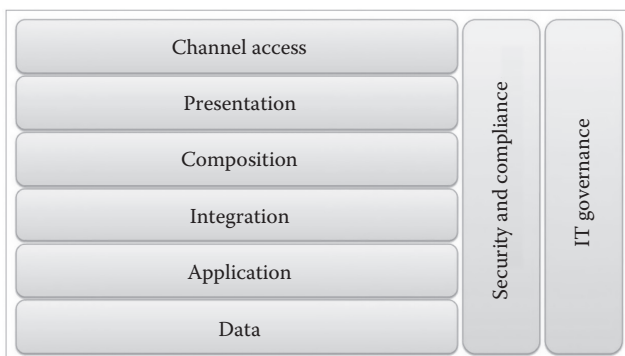 Channel access
Presentation
Composition
Integration
Application
Data
Security and compliance
IT governance